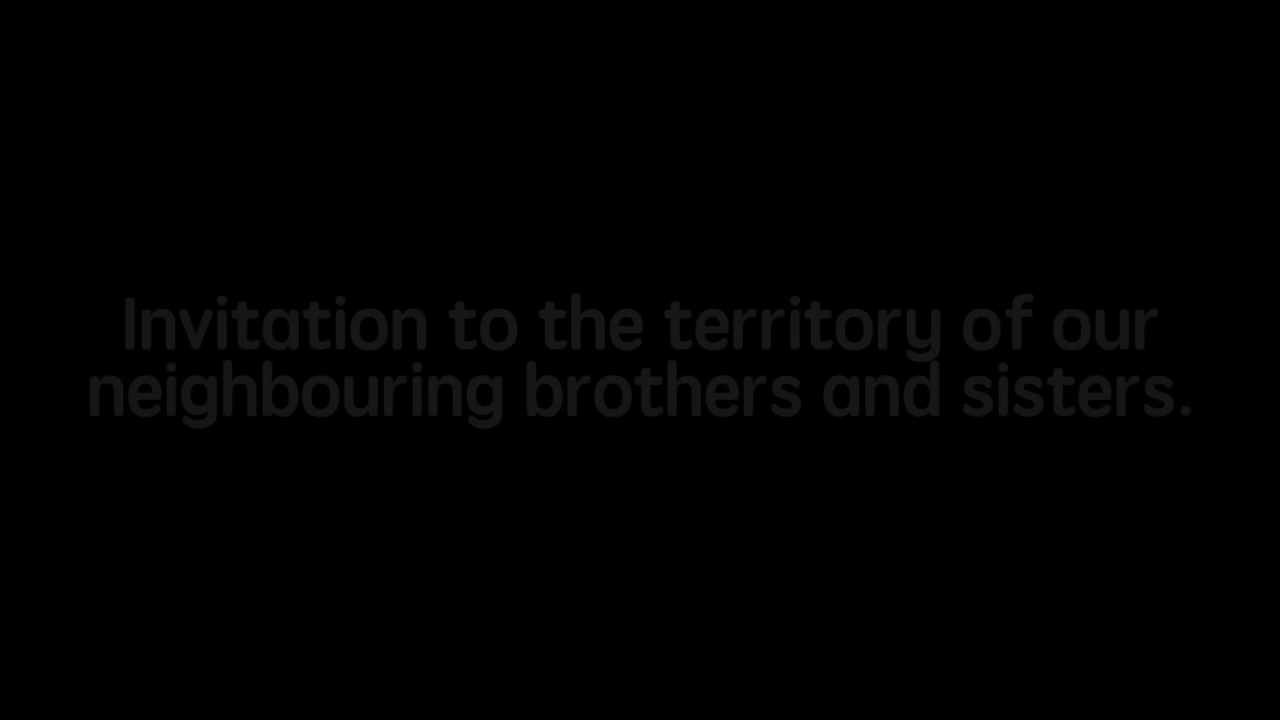 Invitation to the territory of our
neighbouring brothers and sisters.